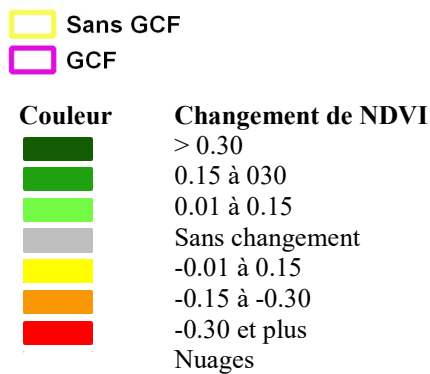 Sans GCF
GCF
Couleur Changement de NDVI
> 0.30
0.15 à 030
0.01 à 0.15
Sans changement
-0.01 à 0.15
-0.15 à -0.30
-0.30 et plus
Nuages